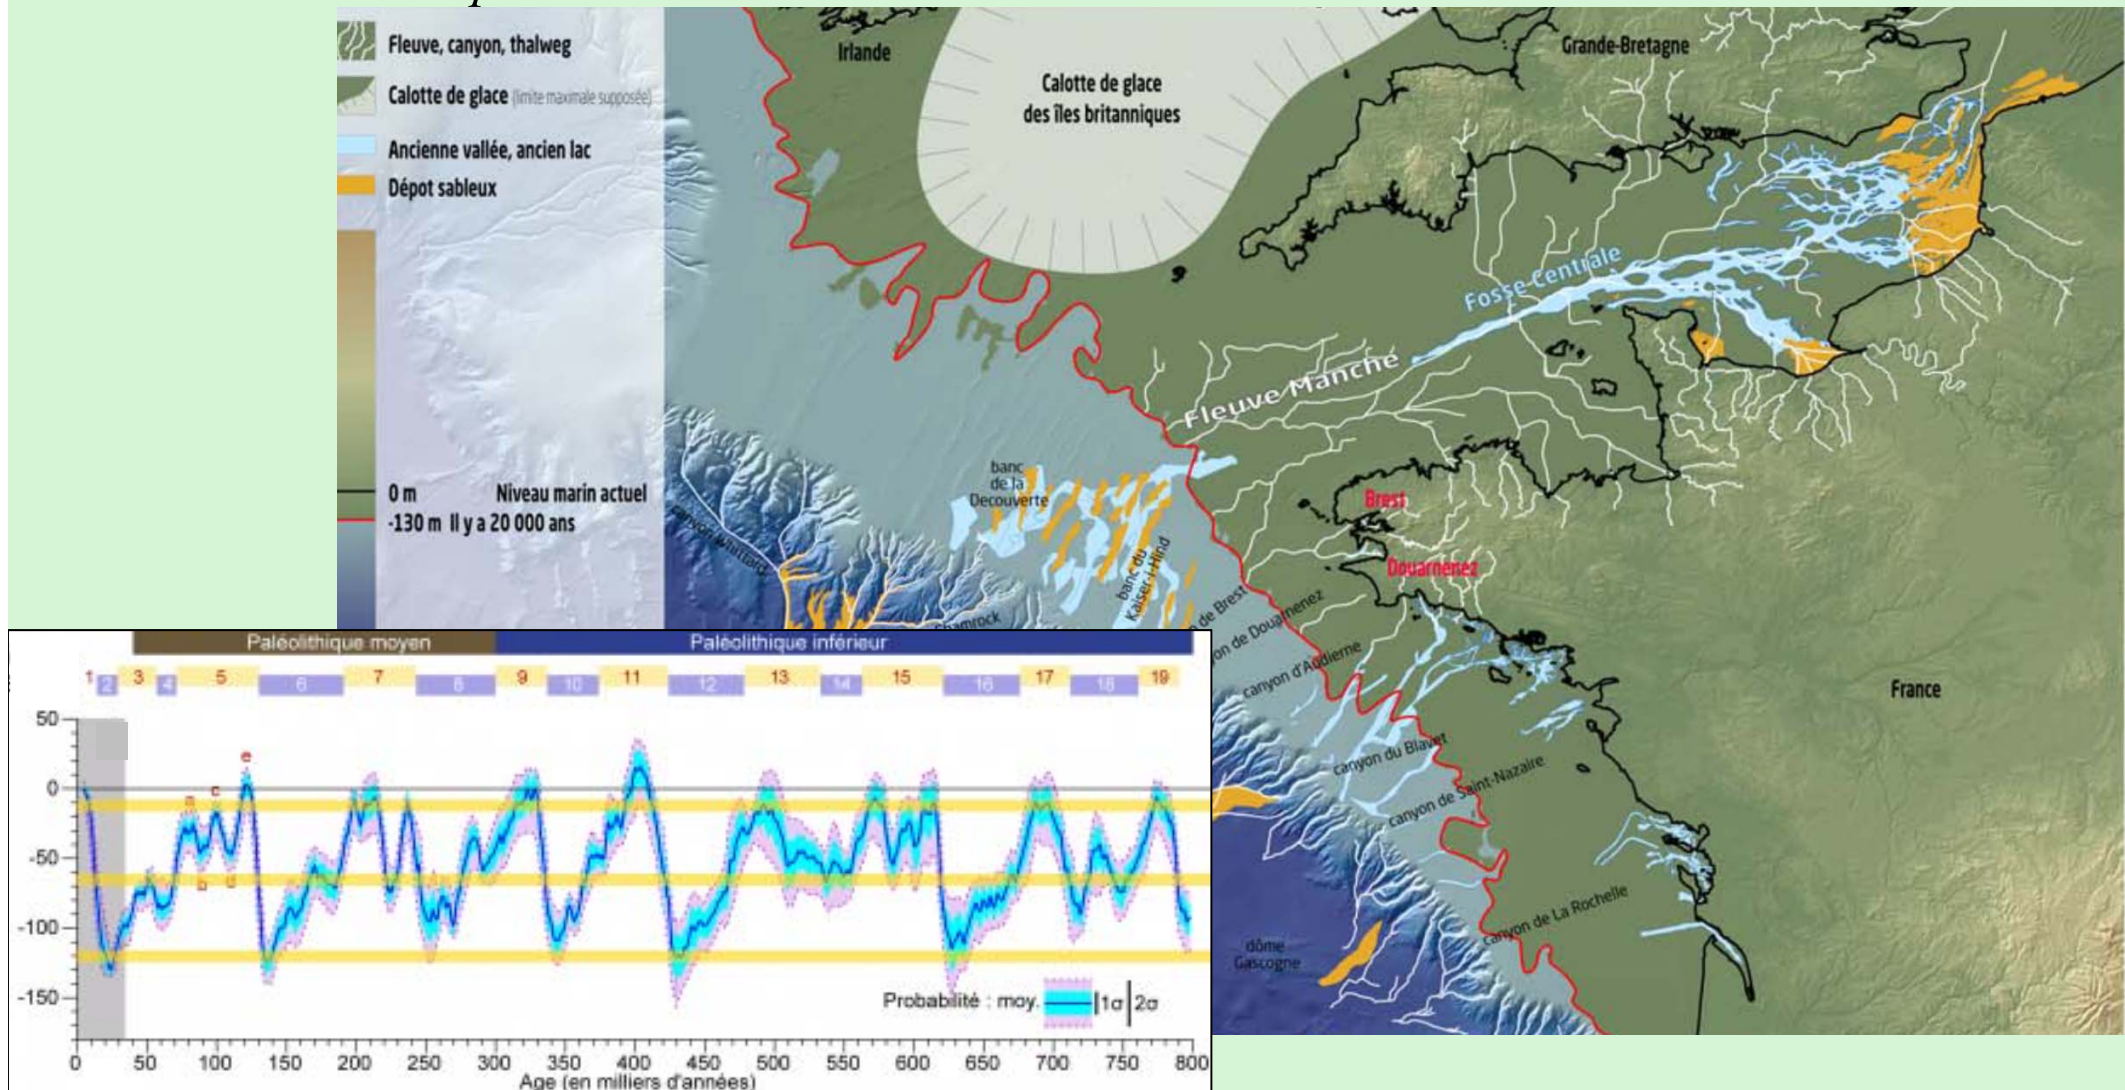 Fleuve, canyon, thalweg
Calotte de glace (limite maximale supposée)
Ancienne vallée, ancien lac
Dépot sableux
0 m Niveau marin actuel
-130 m Il y a 20 000 ans
Irlande
Calotte de glace
des îles britanniques
Grande-Bretagne
Fosse Centrale
Fleuve Manche
banc
de la
Decouverte
banc du
Kaiser-I-Hind
canyon Whittard
Shamrock
Brest
Douarnenez
de Brest
de Douarnenez
canyon d'Audierne
canyon du Blavet
canyon de Saint-Nazaire
canyon de La Rochelle
dôme
Gascogne
France
Paléolithique moyen Paléolithique inférieur
1 2 3 4 5 6 7 8 9 10 11 12 13 14 15 16 17 18 19
50
0
-50
-100
-150
a c e
b d
Probabilité : moy. 1σ 2σ
0 50 100 150 200 250 300 350 400 450 500 550 600 650 700 750 800
Age (en milliers d'années)